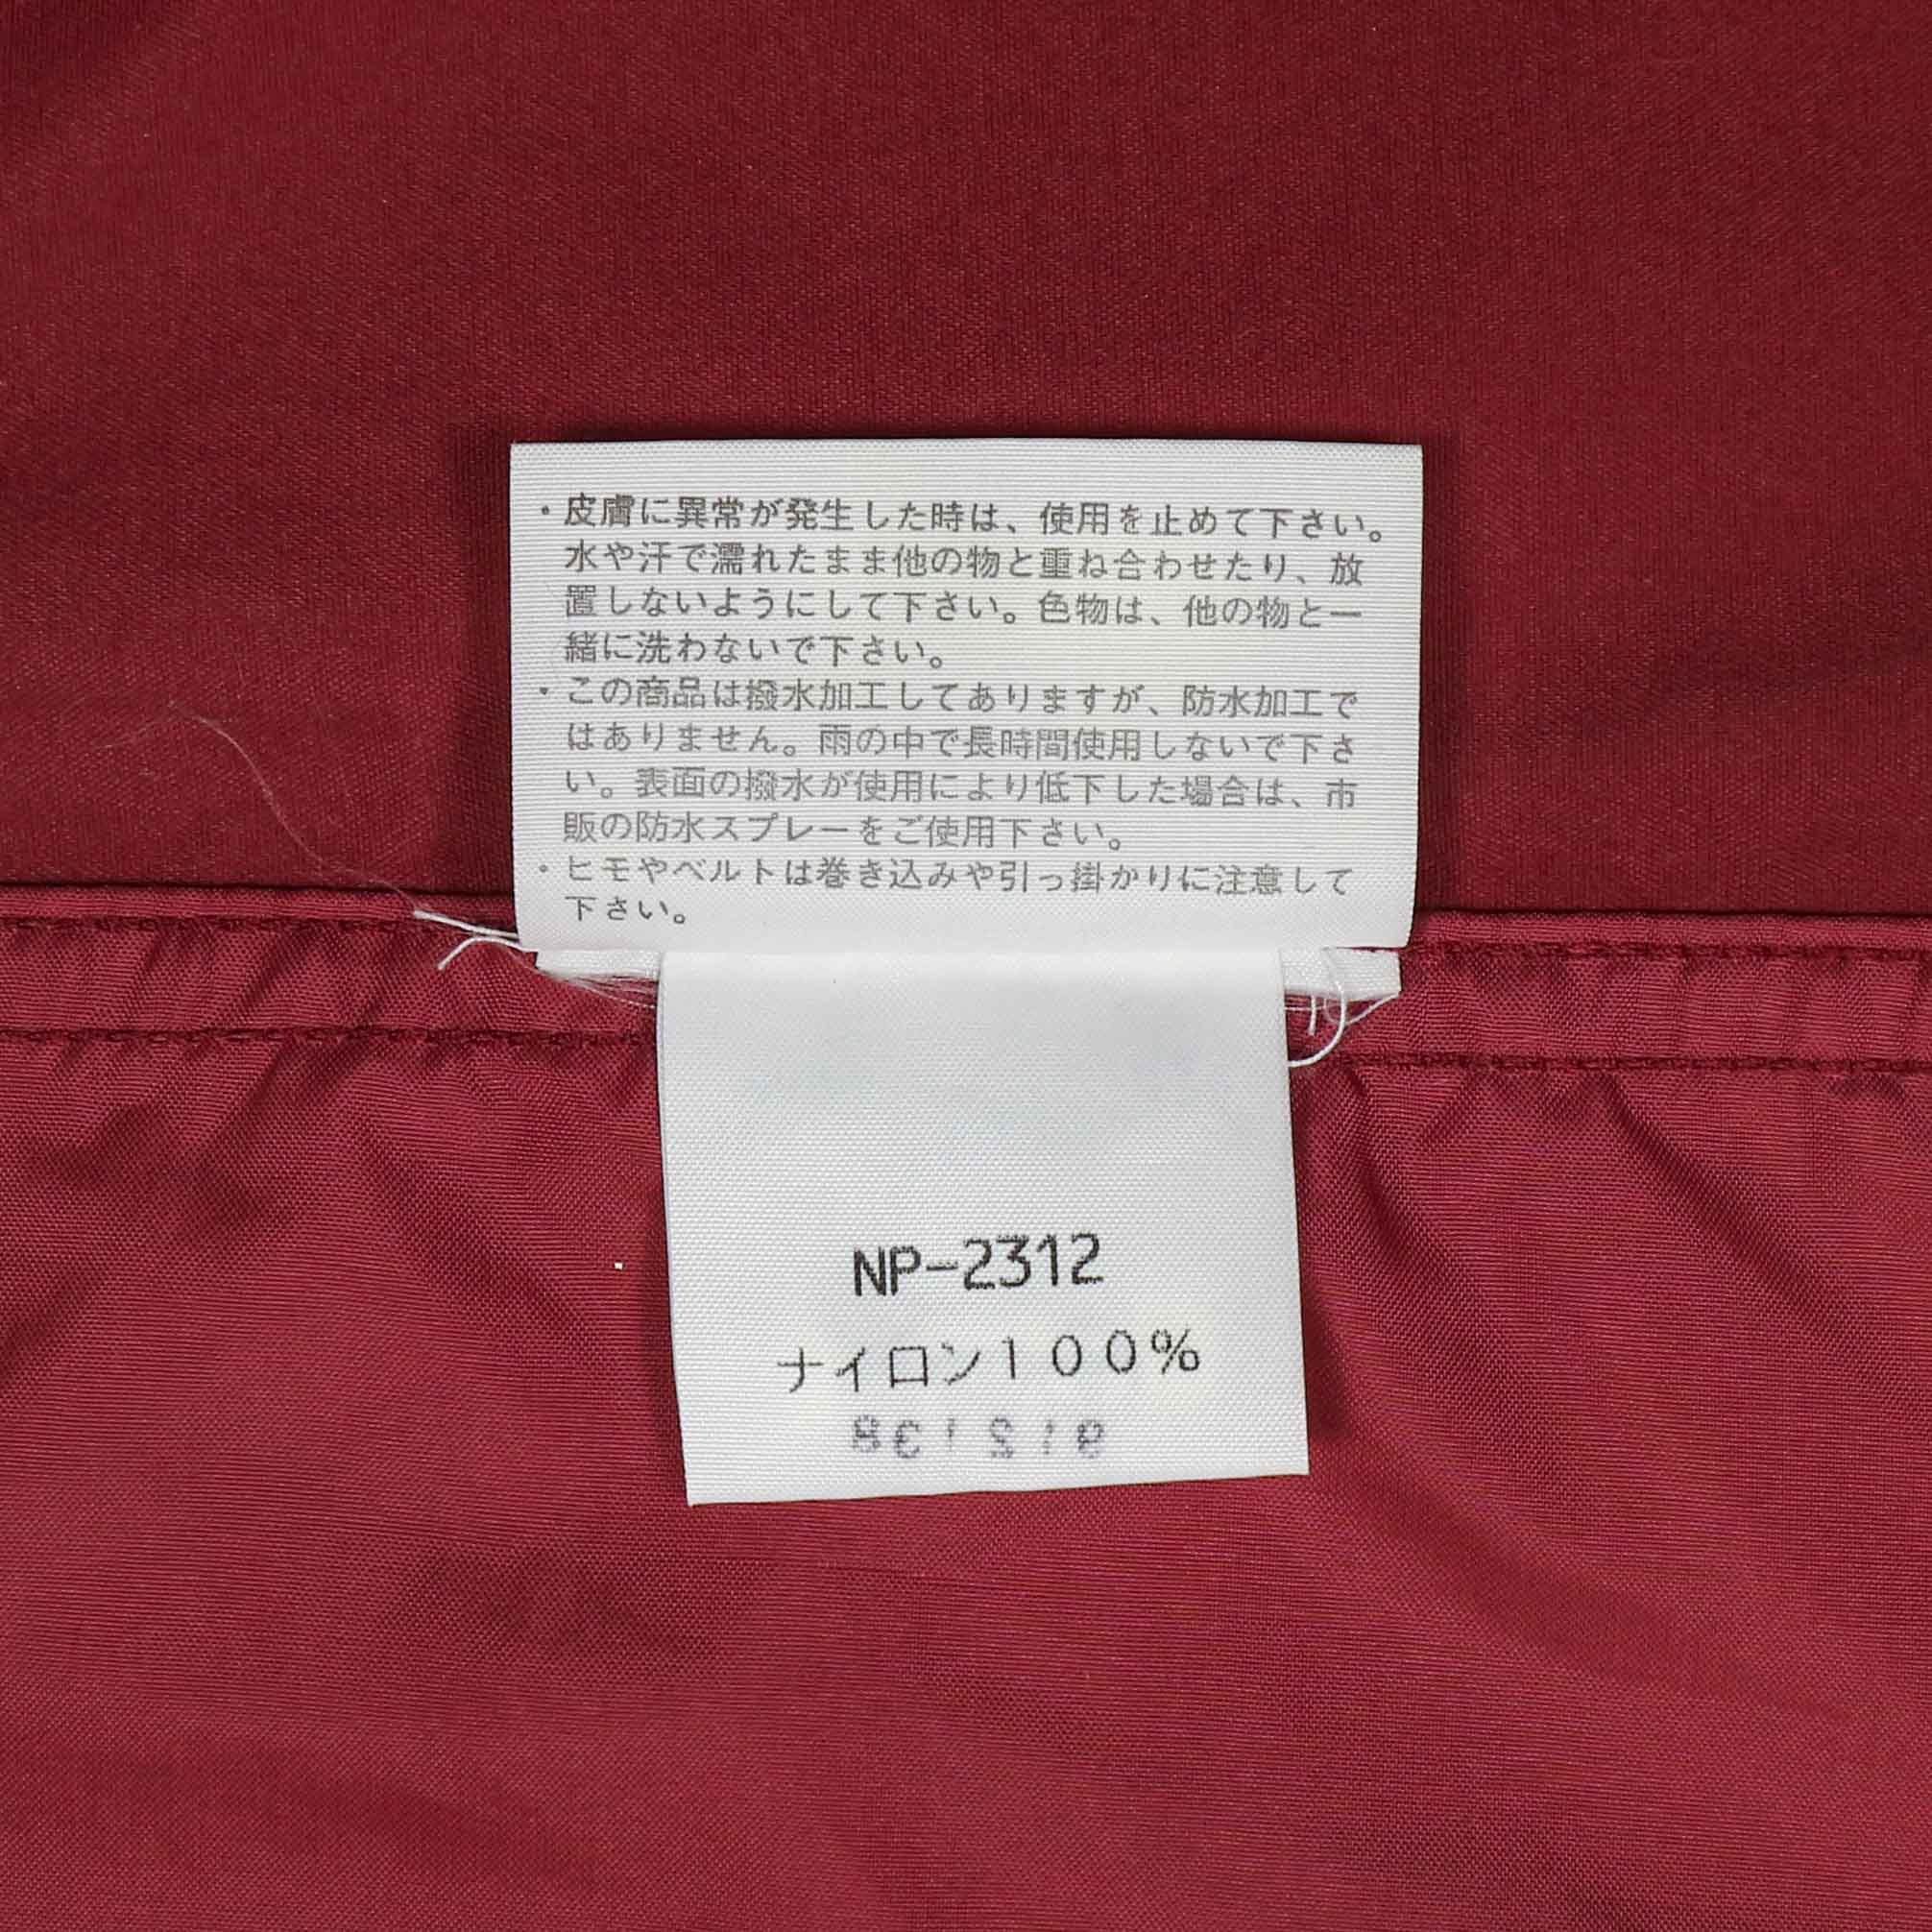 ・皮膚に異常が発生した時は、使用を止めて下さい。
水や汗で濡れたまま他の物と重ね合わせたり、放
置しないようにして下さい。色物は、他の物と一
緒に洗わないで下さい。
・この商品は撥水加工してありますが、防水加工で
はありません。雨の中で長時間使用しないで下さ
い。表面の撥水が使用により低下した場合は、市
販の防水スプレーをご使用下さい。
・ヒモやベルトは巻き込みや引っ掛かりに注意して
下さい。
NP-2312
ナイロン100%